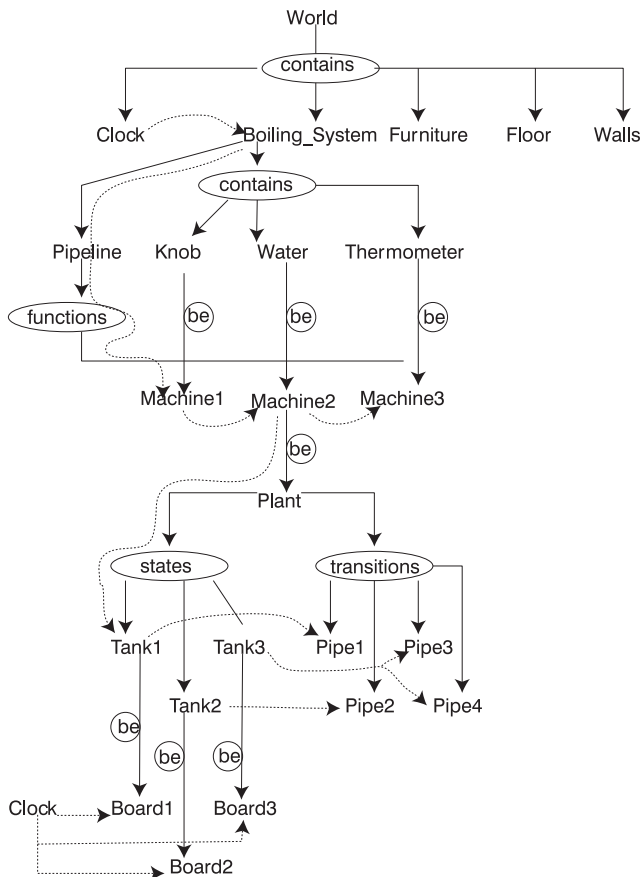 World
contains
Clock Boiling_System Furniture Floor Walls
contains
Pipeline Knob Water Thermometer
functions be be be
Machine1 Machine2 Machine3
be
Plant
states transitions
Tank1 Tank3 Pipe1 Pipe3
Tank2 Pipe2 Pipe4
be be be
Clock Board1 Board3
Board2